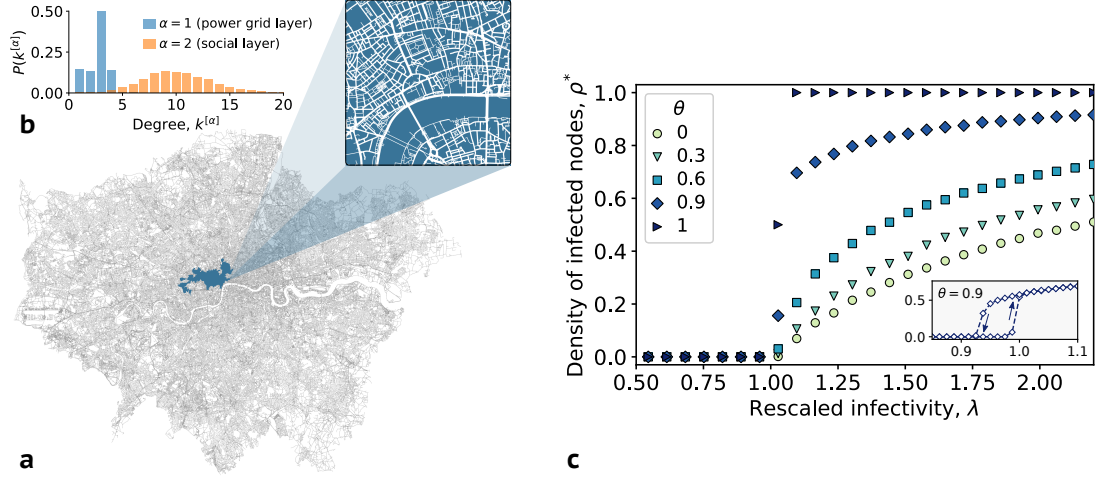 0.50
0.25
0.00
P(k^[α])
α = 1 (power grid layer)
α = 2 (social layer)
0 5 10 15 20
Degree, k^[α]
b
a
Density of infected nodes, ρ*
1.0
0.8
0.6
0.4
0.2
0.0
θ
0
0.3
0.6
0.9
1
θ = 0.9
0.5
0.0
0.9 1.0 1.1
0.50 0.75 1.00 1.25 1.50 1.75 2.00
Rescaled infectivity, λ
c